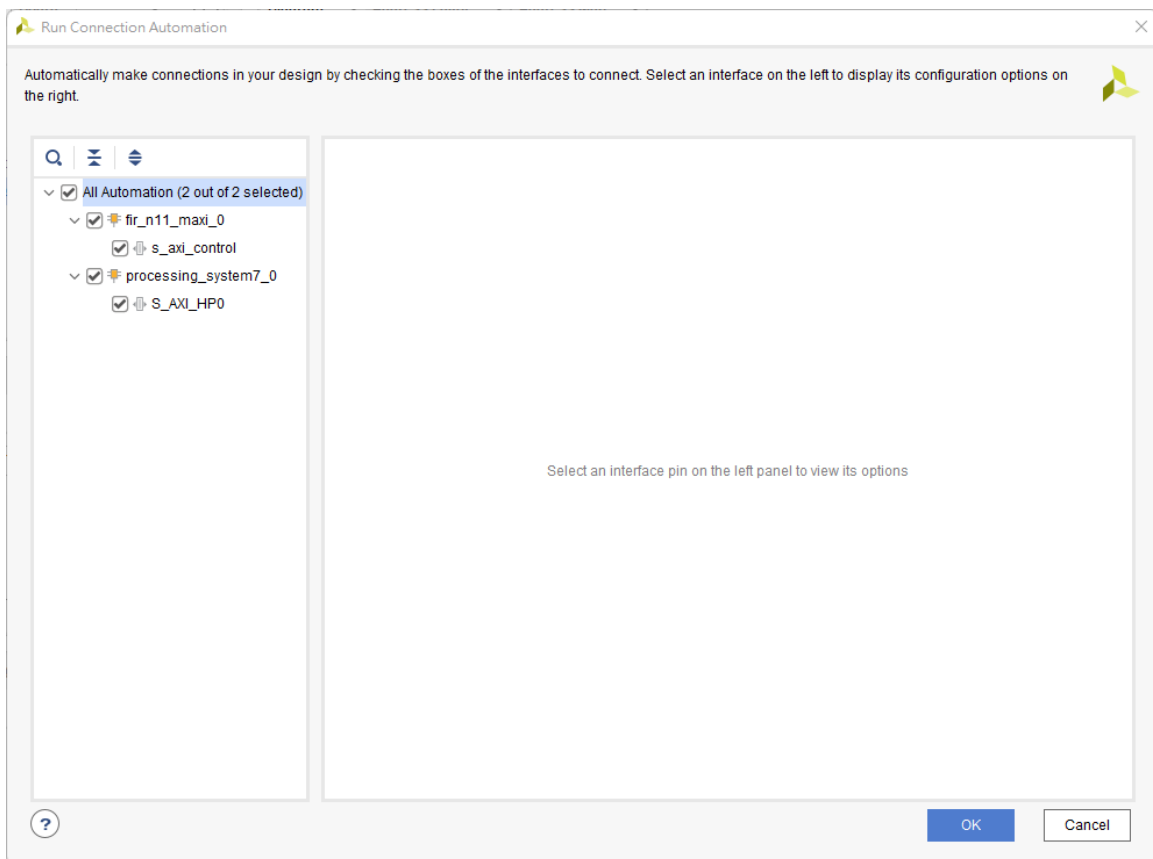 Run Connection Automation
Automatically make connections in your design by checking the boxes of the interfaces to connect. Select an interface on the left to display its configuration options on
the right.
All Automation (2 out of 2 selected)
fir_n11_maxi_0
s_axi_control
processing_system7_0
S_AXI_HP0
Select an interface pin on the left panel to view its options
?
OK
Cancel